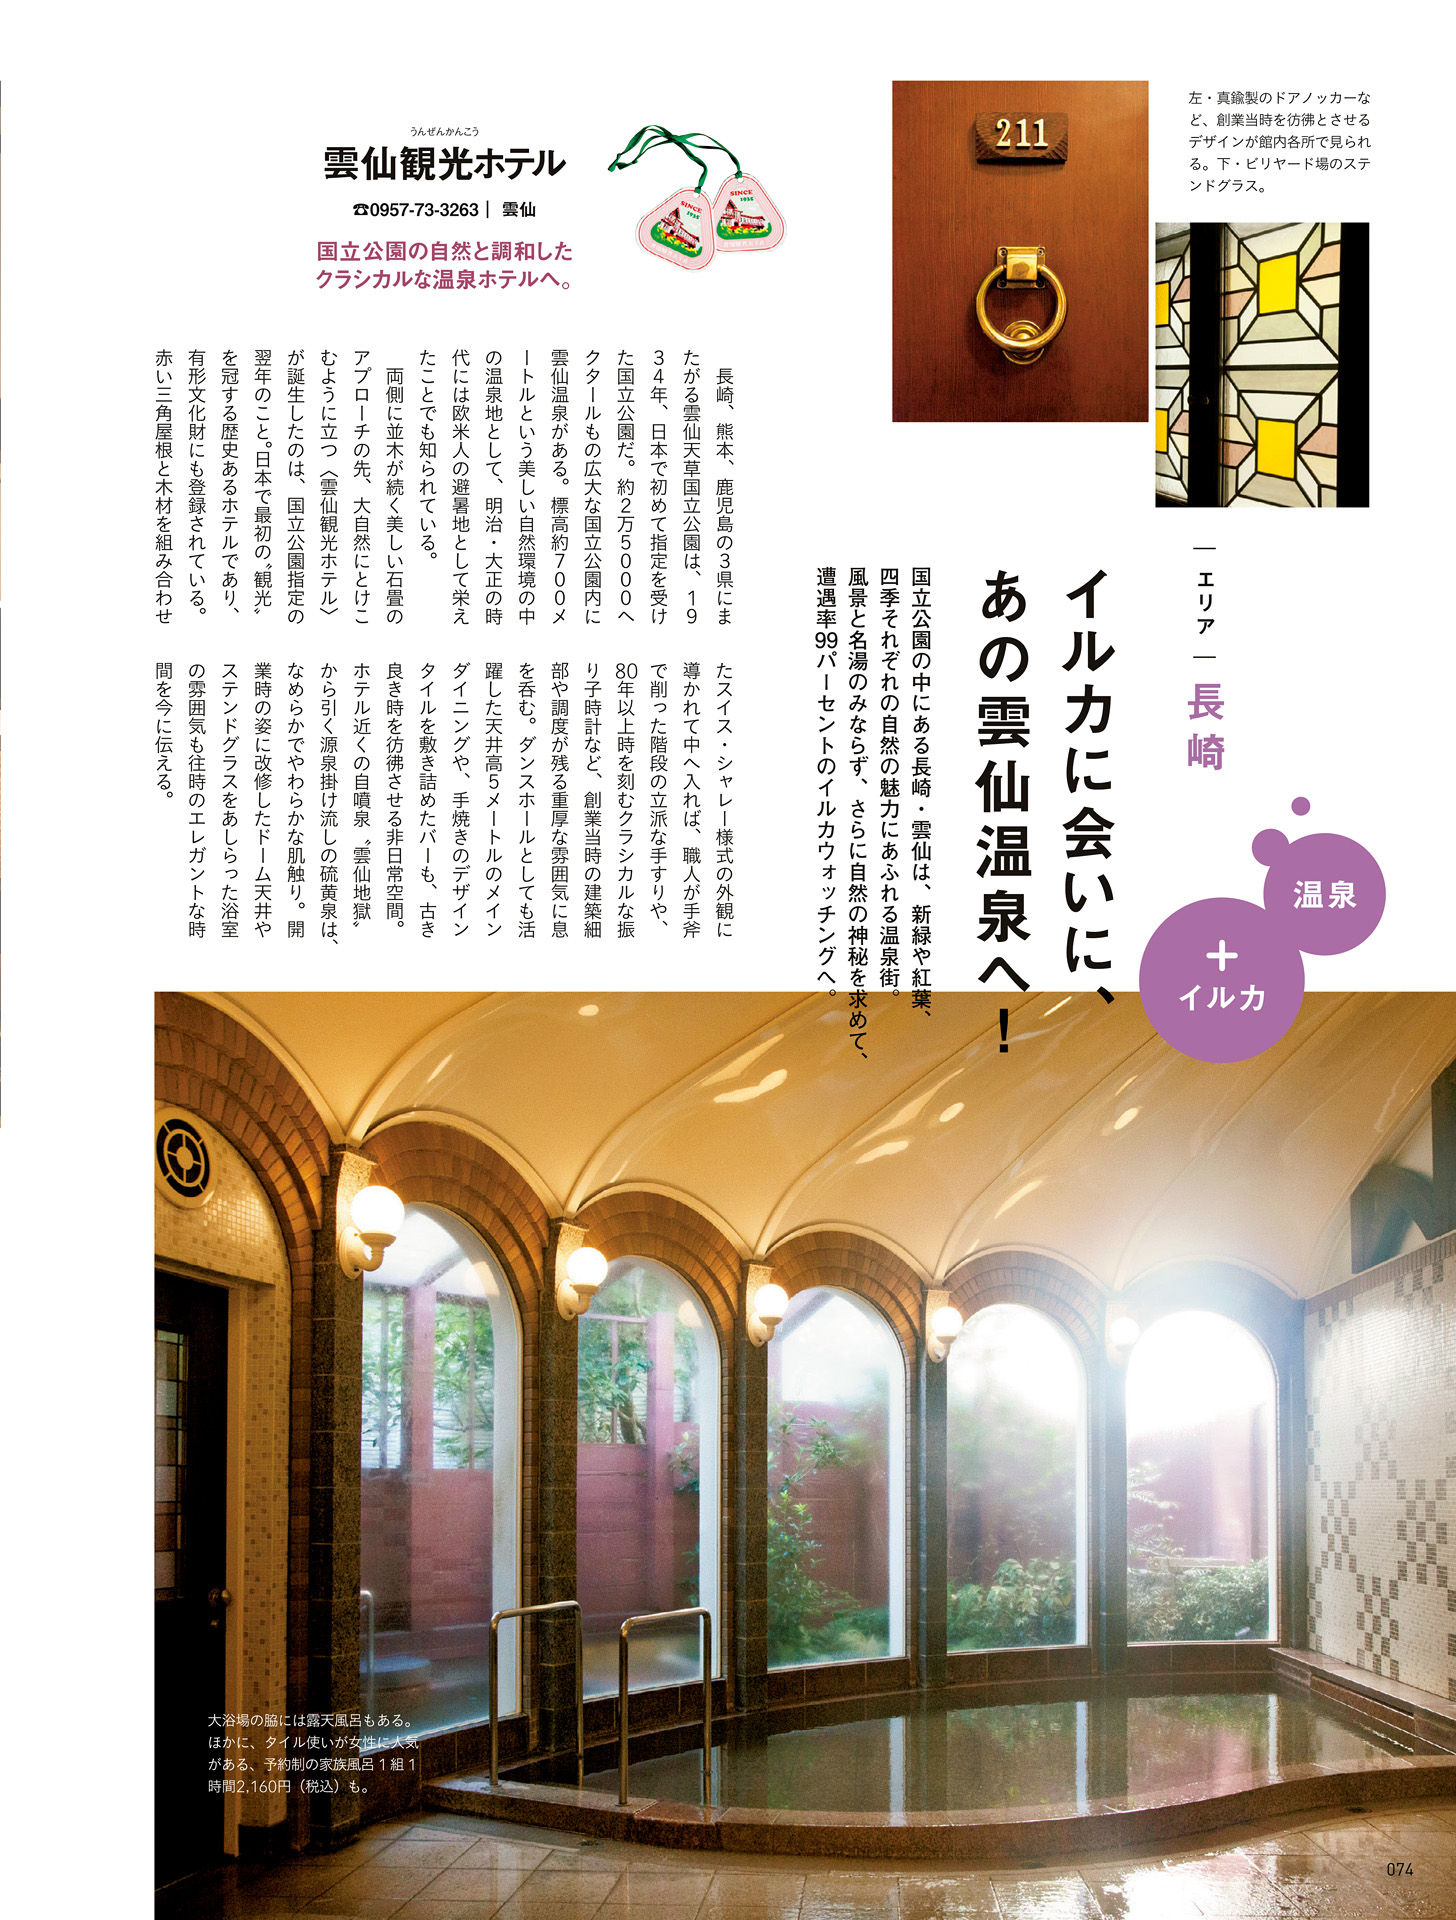 左・真鍮製のドアノッカーな
ど、創業当時を彷彿とさせる
デザインが館内各所で見られ
る。下・ビリヤード場のステ
ンドグラス。
211
エリア
長崎
温泉
＋
イルカ
イルカに会いに、
あの雲仙温泉へ！
国立公園の中にある長崎・雲仙は、新緑や紅葉、
四季それぞれの自然の魅力にあふれる温泉街。
風景と名湯のみならず、さらに自然の神秘を求めて、
遭遇率99パーセントのイルカウォッチングへ。
うんぜんかんこう
雲仙観光ホテル
☎0957-73-3263｜ 雲仙
国立公園の自然と調和した
クラシカルな温泉ホテルへ。
SINCE
1935
SINCE
1935
長崎、熊本、鹿児島の3県にま
たがる雲仙天草国立公園は、19
34年、日本で初めて指定を受け
た国立公園だ。約2万5000ヘ
クタールもの広大な国立公園内に
雲仙温泉がある。標高約700メ
ートルという美しい自然環境の中
の温泉地として、明治・大正の時
代には欧米人の避暑地として栄え
たことでも知られている。
両側に並木が続く美しい石畳の
アプローチの先、大自然にとけこ
むように立つ〈雲仙観光ホテル〉
が誕生したのは、国立公園指定の
翌年のこと。日本で最初の〝観光〟
を冠する歴史あるホテルであり、
有形文化財にも登録されている。
赤い三角屋根と木材を組み合わせ
たスイス・シャレー様式の外観に
導かれて中へ入れば、職人が手斧
で削った階段の立派な手すりや、
80年以上時を刻むクラシカルな振
り子時計など、創業当時の建築細
部や調度が残る重厚な雰囲気に息
を呑む。ダンスホールとしても活
躍した天井高5メートルのメイン
ダイニングや、手焼きのデザイン
タイルを敷き詰めたバーも、古き
良き時を彷彿させる非日常空間。
ホテル近くの自噴泉〝雲仙地獄〟
から引く源泉掛け流しの硫黄泉は、
なめらかでやわらかな肌触り。開
業時の姿に改修したドーム天井や
ステンドグラスをあしらった浴室
の雰囲気も往時のエレガントな時
間を今に伝える。
大浴場の脇には露天風呂もある。
ほかに、タイル使いが女性に人気
がある、予約制の家族風呂1組1
時間2,160円（税込）も。
074